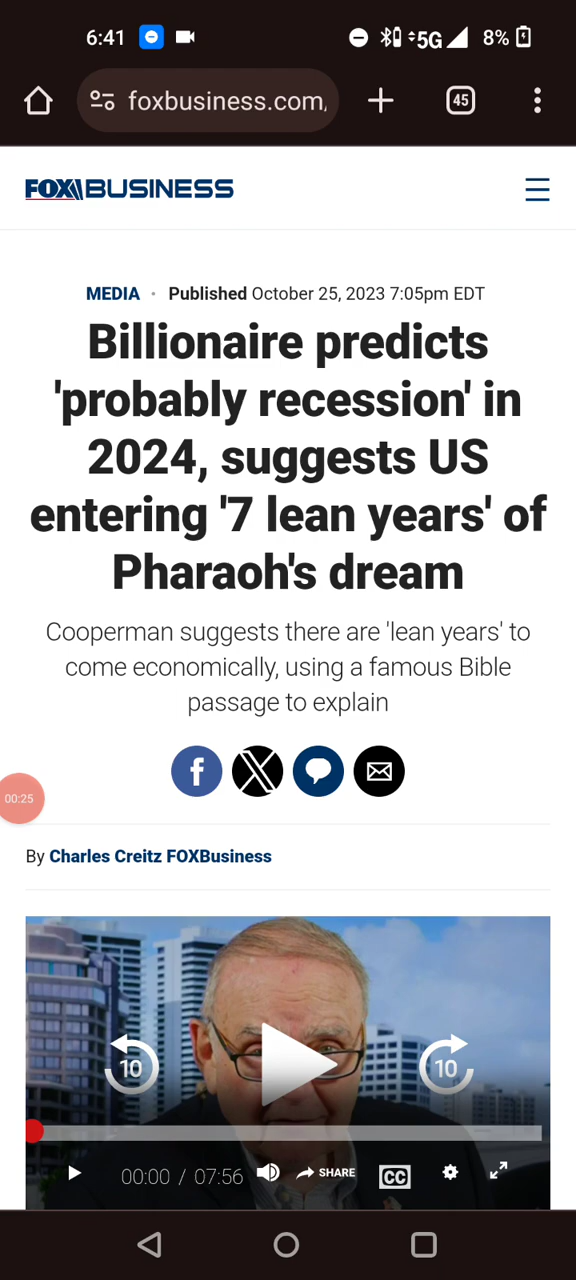 6:41 5G 8%
foxbusiness.com, 45
FOX BUSINESS
MEDIA • Published October 25, 2023 7:05pm EDT
Billionaire predicts
'probably recession' in
2024, suggests US
entering '7 lean years' of
Pharaoh's dream
Cooperman suggests there are 'lean years' to
come economically, using a famous Bible
passage to explain
00:25
By Charles Creitz FOXBusiness
10 10
00:00 / 07:56 SHARE CC